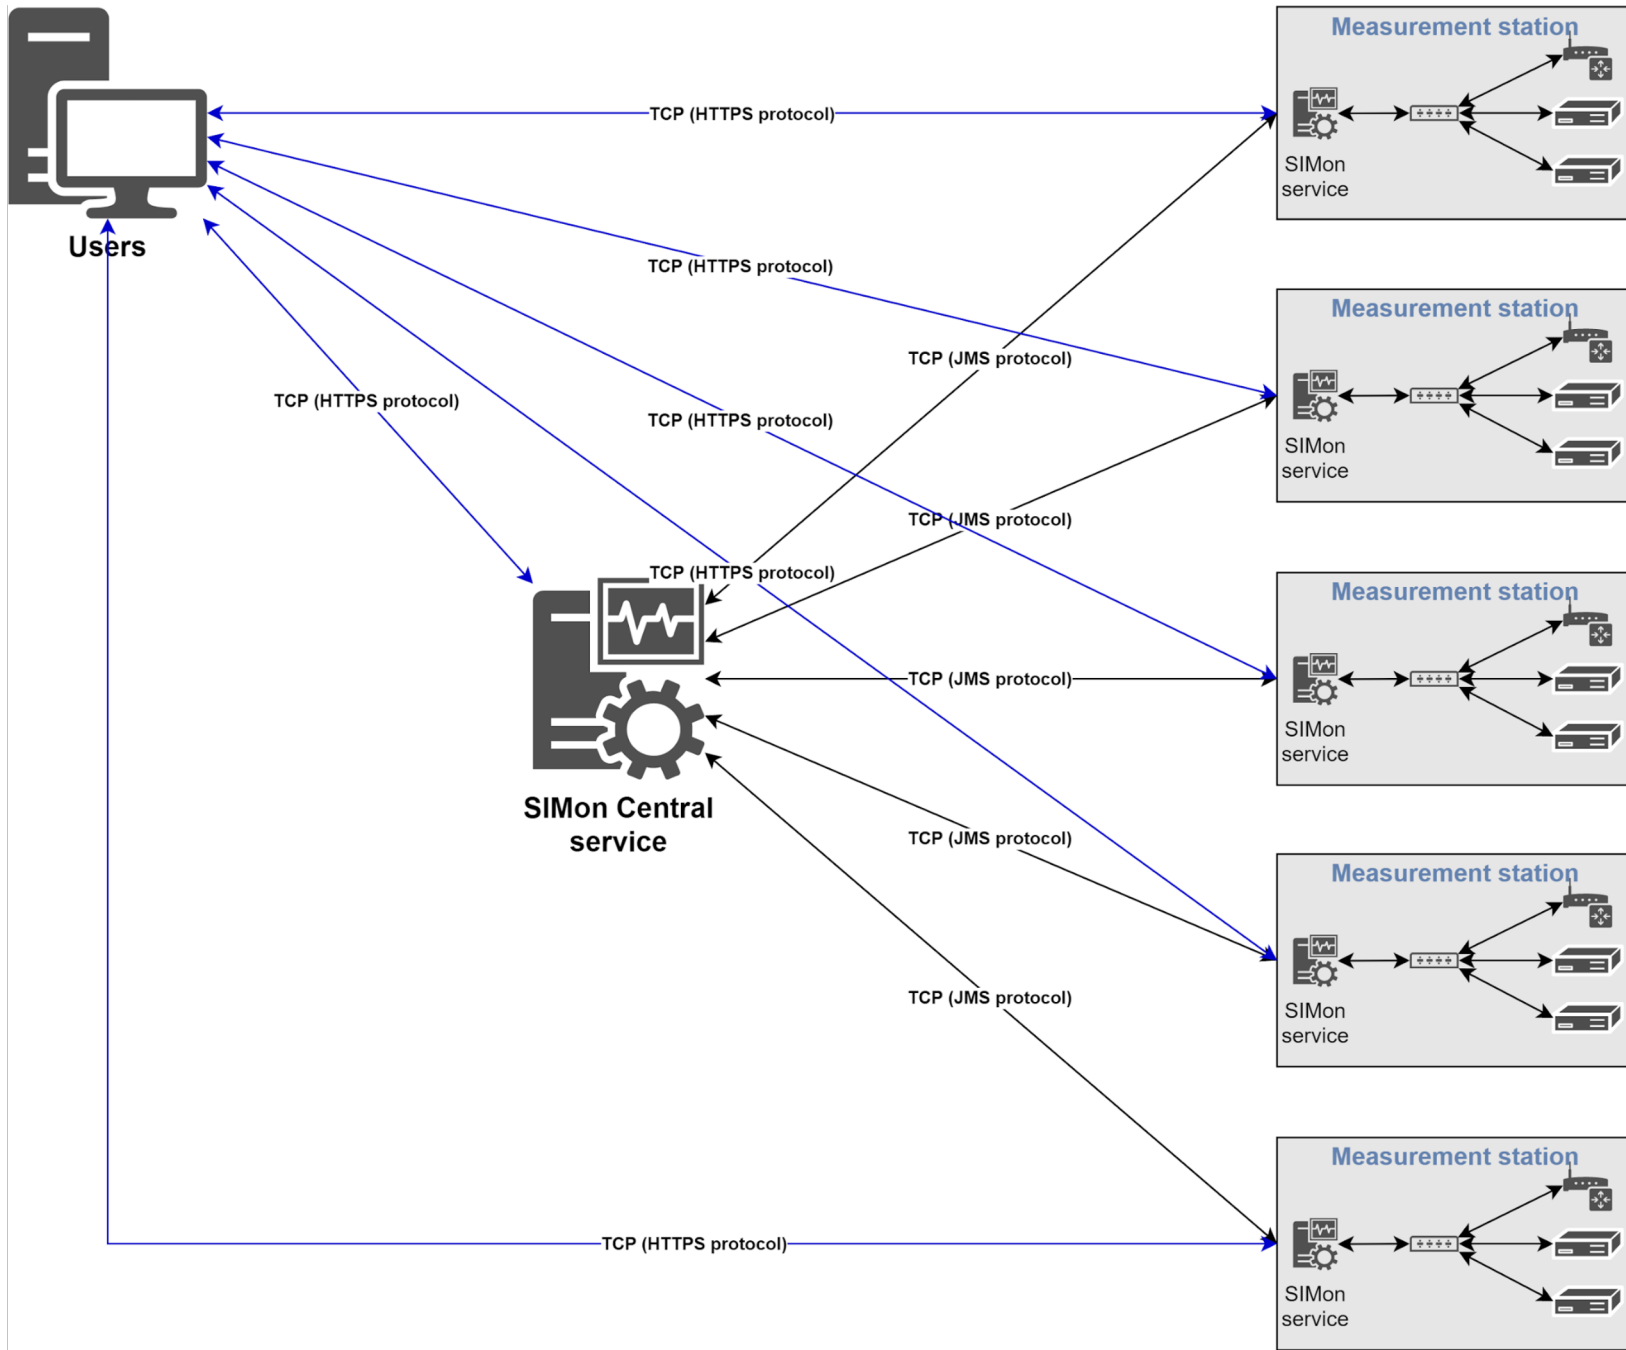 Measurement station
TCP (HTTPS protocol)
SIMon
service
Users
TCP (HTTPS protocol)
Measurement station
TCP (JMS protocol)
TCP (HTTPS protocol)
TCP (HTTPS protocol)
SIMon
service
TCP (JMS protocol)
TCP (HTTPS protocol)
Measurement station
TCP (JMS protocol)
SIMon
service
SIMon Central
service
TCP (JMS protocol)
Measurement station
TCP (JMS protocol)
SIMon
service
Measurement station
TCP (HTTPS protocol)
SIMon
service